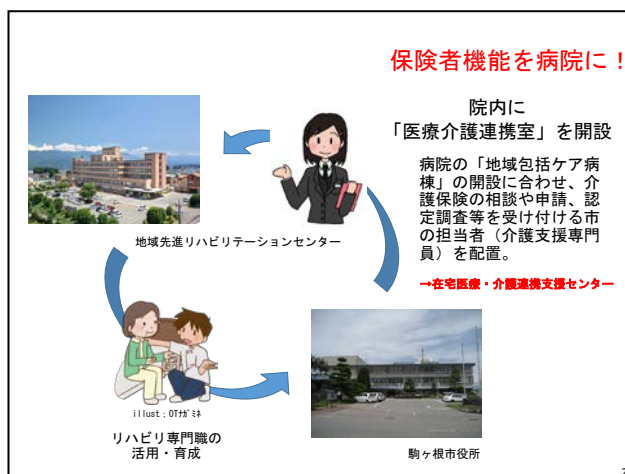 保険者機能を病院に！
院内に
「医療介護連携室」を開設
病院の「地域包括ケア病
棟」の開設に合わせ、介
護保険の相談や申請、認
定調査等を受け付ける市
の担当者（介護支援専門
員）を配置。
→在宅医療・介護連携支援センター
地域先進リハビリテーションセンター
illust；OTﾅｶﾞﾐﾈ
リハビリ専門職の
活用・育成
駒ヶ根市役所